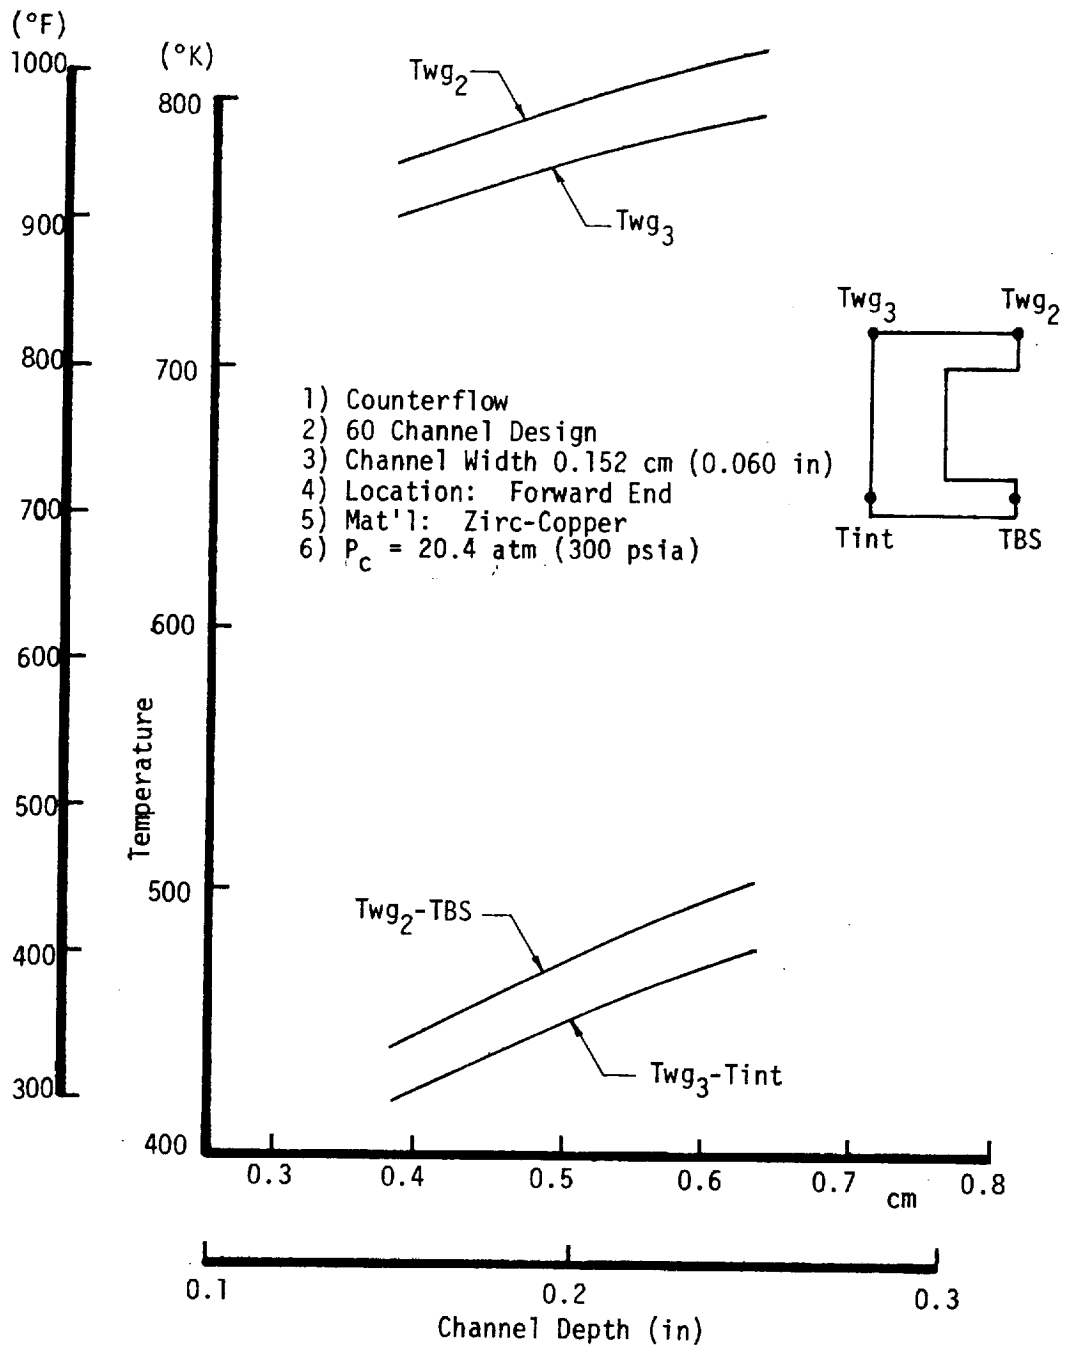 (°F)
1000
900
800
700
600
500
400
300
(°K)
800
700
600
500
400
Temperature
Twg2
Twg3
Twg3
Twg2
Tint
TBS
1) Counterflow
2) 60 Channel Design
3) Channel Width 0.152 cm (0.060 in)
4) Location: Forward End
5) Mat'l: Zirc-Copper
6) Pc = 20.4 atm (300 psia)
Twg2-TBS
Twg3-Tint
0.3 0.4 0.5 0.6 0.7 cm 0.8
0.1 0.2 0.3
Channel Depth (in)